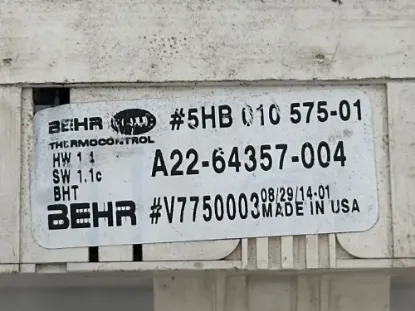 BEHR HELLA #5HB 010 575-01
THERMOCONTROL
HW 1.1
SW 1.1c
A22-64357-004
BHT
BEHR #V7750003 08/29/14-01
MADE IN USA